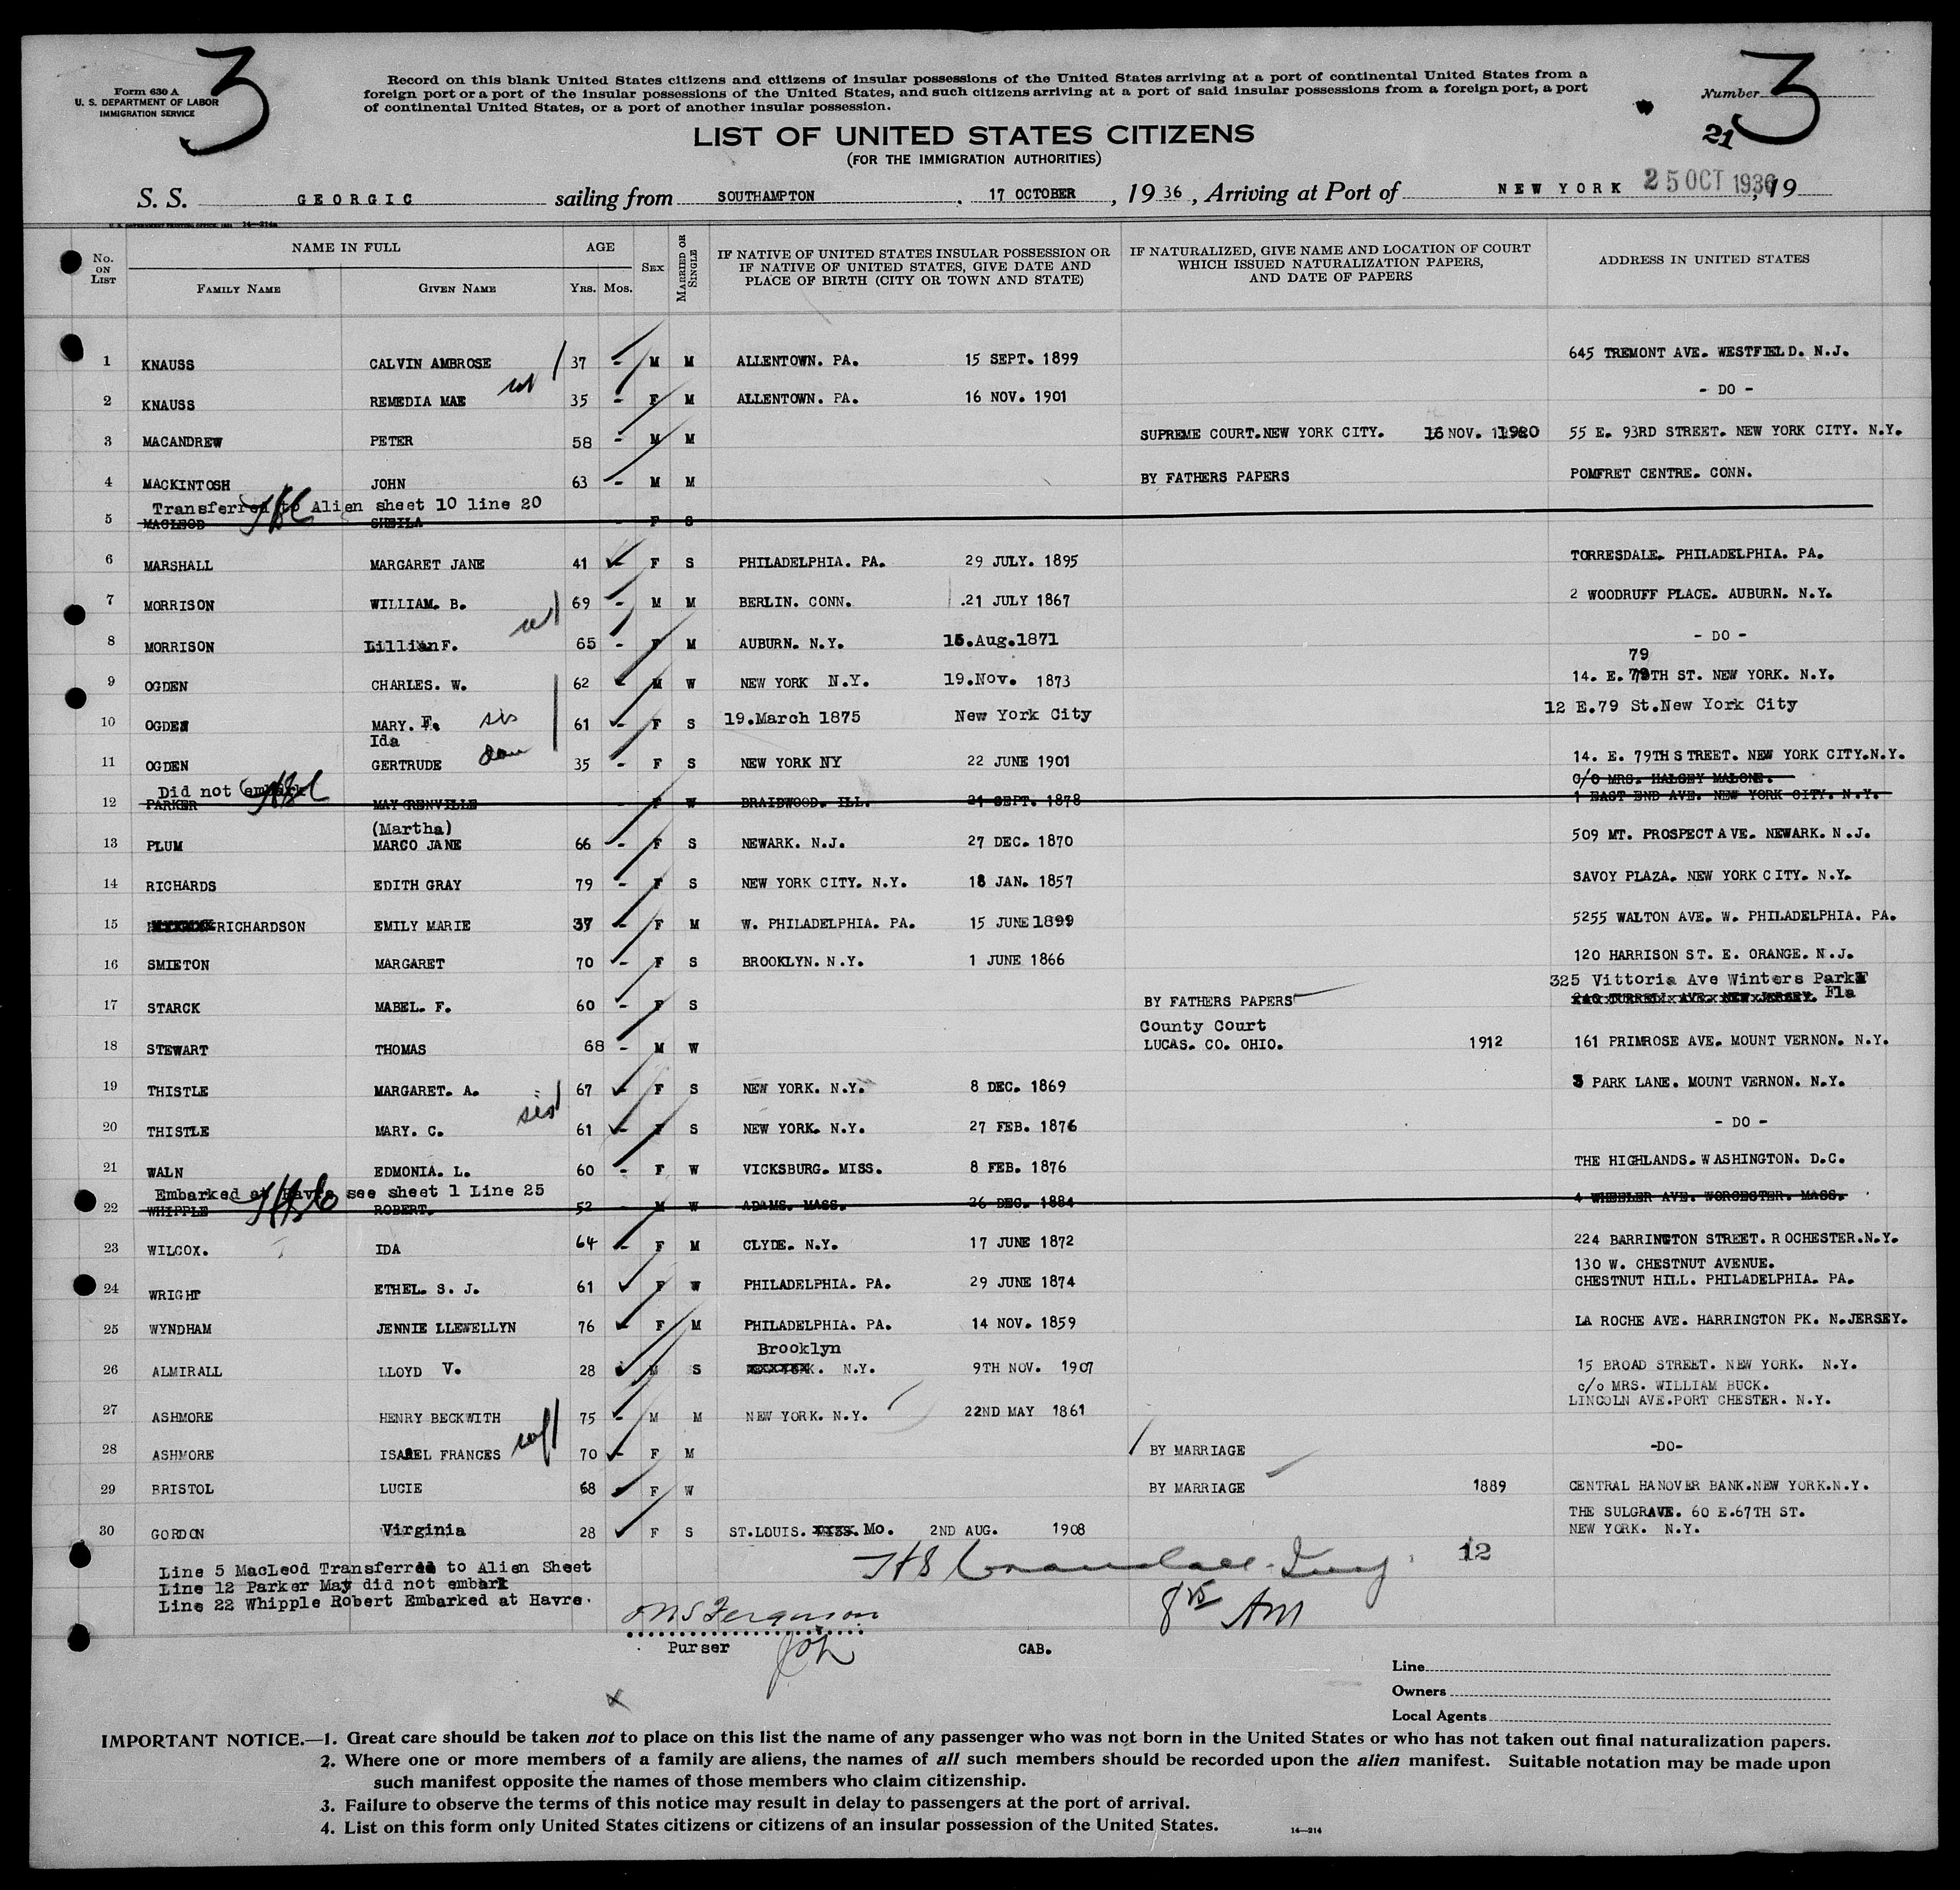 3
3
Form 630 A
U. S. DEPARTMENT OF LABOR
IMMIGRATION SERVICE
Record on this blank United States citizens and citizens of insular possessions of the United States arriving at a port of continental United States from a
foreign port or a port of the insular possessions of the United States, and such citizens arriving at a port of said insular possessions from a foreign port, a port
of continental United States, or a port of another insular possession.
Number
21
LIST OF UNITED STATES CITIZENS
(FOR THE IMMIGRATION AUTHORITIES)
S. S. GEORGIC sailing from SOUTHAMPTON, 17 OCTOBER, 1936, Arriving at Port of NEW YORK 25 OCT 1936, 19
No. ON LIST NAME IN FULL FAMILY NAME GIVEN NAME AGE YRS. MOS. SEX MARRIED OR SINGLE IF NATIVE OF UNITED STATES INSULAR POSSESSION OR IF NATIVE OF UNITED STATES, GIVE DATE AND PLACE OF BIRTH (CITY OR TOWN AND STATE) IF NATURALIZED, GIVE NAME AND LOCATION OF COURT WHICH ISSUED NATURALIZATION PAPERS, AND DATE OF PAPERS ADDRESS IN UNITED STATES
1 KNAUSS CALVIN AMBROSE 37 - M M ALLENTOWN. PA. 15 SEPT. 1899 645 TREMONT AVE. WESTFIELD. N.J.
2 KNAUSS REMEDIA MAE 35 - F M ALLENTOWN. PA. 16 NOV. 1901 - DO -
3 MACANDREW PETER 58 - M M SUPREME COURT.NEW YORK CITY. 16 NOV. 1920 55 E. 93RD STREET. NEW YORK CITY. N.Y.
4 MACKINTOSH JOHN 63 - M M BY FATHERS PAPERS POMFRET CENTRE. CONN.
Transferred to Alien sheet 10 line 20
5 MACLEOD SHEILA - F S
6 MARSHALL MARGARET JANE 41 - F S PHILADELPHIA. PA. 29 JULY. 1895 TORRESDALE. PHILADELPHIA. PA.
7 MORRISON WILLIAM. B. 69 - M M BERLIN. CONN. .21 JULY 1867 2 WOODRUFF PLACE. AUBURN. N.Y.
8 MORRISON Lillian F. 65 - F M AUBURN. N.Y. 15.Aug.1871 - DO -
79
9 OGDEN CHARLES. W. 62 - M W NEW YORK N.Y. 19.Nov. 1873 14. E. 79TH ST. NEW YORK. N.Y.
10 OGDEN MARY. F. sis 61 - F S 19.March 1875 New York City 12 E.79 St.New York City
Ida
11 OGDEN GERTRUDE dau 35 - F S NEW YORK NY 22 JUNE 1901 14. E. 79TH STREET. NEW YORK CITY.N.Y.
Did not embark C/O MRS. HALSEY MALONE.
12 PARKER MAY GRENVILLE F W BRAIDWOOD. ILL. 21 SEPT. 1878 1 EAST END AVE. NEW YORK CITY. N.Y.
(Martha)
13 PLUM MARCO JANE 66 - F S NEWARK. N.J. 27 DEC. 1870 509 MT. PROSPECT AVE. NEWARK. N.J.
14 RICHARDS EDITH GRAY 79 - F S NEW YORK CITY. N.Y. 18 JAN. 1857 SAVOY PLAZA. NEW YORK CITY. N.Y.
15 RICHARDSON EMILY MARIE 37 - F M W. PHILADELPHIA. PA. 15 JUNE 1899 5255 WALTON AVE. W. PHILADELPHIA. PA.
16 SMIETON MARGARET 70 - F S BROOKLYN. N.Y. 1 JUNE 1866 120 HARRISON ST. E. ORANGE. N.J.
325 Vittoria Ave Winters Park
17 STARCK MABEL. F. 60 - F S BY FATHERS PAPERS Fla
County Court
18 STEWART THOMAS 68 - M W LUCAS. CO. OHIO. 1912 161 PRIMROSE AVE. MOUNT VERNON. N.Y.
19 THISTLE MARGARET. A. 67 - F S NEW YORK. N.Y. 8 DEC. 1869 3 PARK LANE. MOUNT VERNON. N.Y.
20 THISTLE MARY. C. sis 61 - F S NEW YORK. N.Y. 27 FEB. 1876 - DO -
21 WALN EDMONIA. L. 60 - F W VICKSBURG. MISS. 8 FEB. 1876 THE HIGHLANDS. WASHINGTON. D.C.
Embarked at Havre see sheet 1 Line 25
22 WHIPPLE ROBERT. 52 - M W ADAMS. MASS. 26 DEC. 1884 4 WHEELER AVE. WORCESTER. MASS.
23 WILCOX. IDA 64 - F M CLYDE. N.Y. 17 JUNE 1872 224 BARRINGTON STREET. ROCHESTER.N.Y.
130 W. CHESTNUT AVENUE.
24 WRIGHT ETHEL. S. J. 61 F W PHILADELPHIA. PA. 29 JUNE 1874 CHESTNUT HILL. PHILADELPHIA. PA.
25 WYNDHAM JENNIE LLEWELLYN 76 - F M PHILADELPHIA. PA. 14 NOV. 1859 LA ROCHE AVE. HARRINGTON PK. N.JERSEY.
Brooklyn
26 ALMIRALL LLOYD V. 28 M S N.Y. 9TH NOV. 1907 15 BROAD STREET. NEW YORK. N.Y.
c/o MRS. WILLIAM BUCK.
27 ASHMORE HENRY BECKWITH 75 - M M NEW YORK. N.Y. 22ND MAY 1861 LINCOLN AVE.PORT CHESTER. N.Y.
28 ASHMORE ISABEL FRANCES wf 70 - F M BY MARRIAGE -DO-
29 BRISTOL LUCIE 68 F W BY MARRIAGE 1889 CENTRAL HANOVER BANK.NEW YORK.N.Y.
THE SULGRAVE. 60 E.67TH ST.
30 GORDON Virginia 28 F S ST.LOUIS. Mo. 2ND AUG. 1908 NEW YORK. N.Y.
12
Line 5 MacLeod Transferred to Alien Sheet
Line 12 Parker May did not embark
Line 22 Whipple Robert Embarked at Havre.
Ferguson
Purser
CAB.
Line
Owners
Local Agents
IMPORTANT NOTICE.—1. Great care should be taken not to place on this list the name of any passenger who was not born in the United States or who has not taken out final naturalization papers.
2. Where one or more members of a family are aliens, the names of all such members should be recorded upon the alien manifest. Suitable notation may be made upon
such manifest opposite the names of those members who claim citizenship.
3. Failure to observe the terms of this notice may result in delay to passengers at the port of arrival.
4. List on this form only United States citizens or citizens of an insular possession of the United States.
14—214